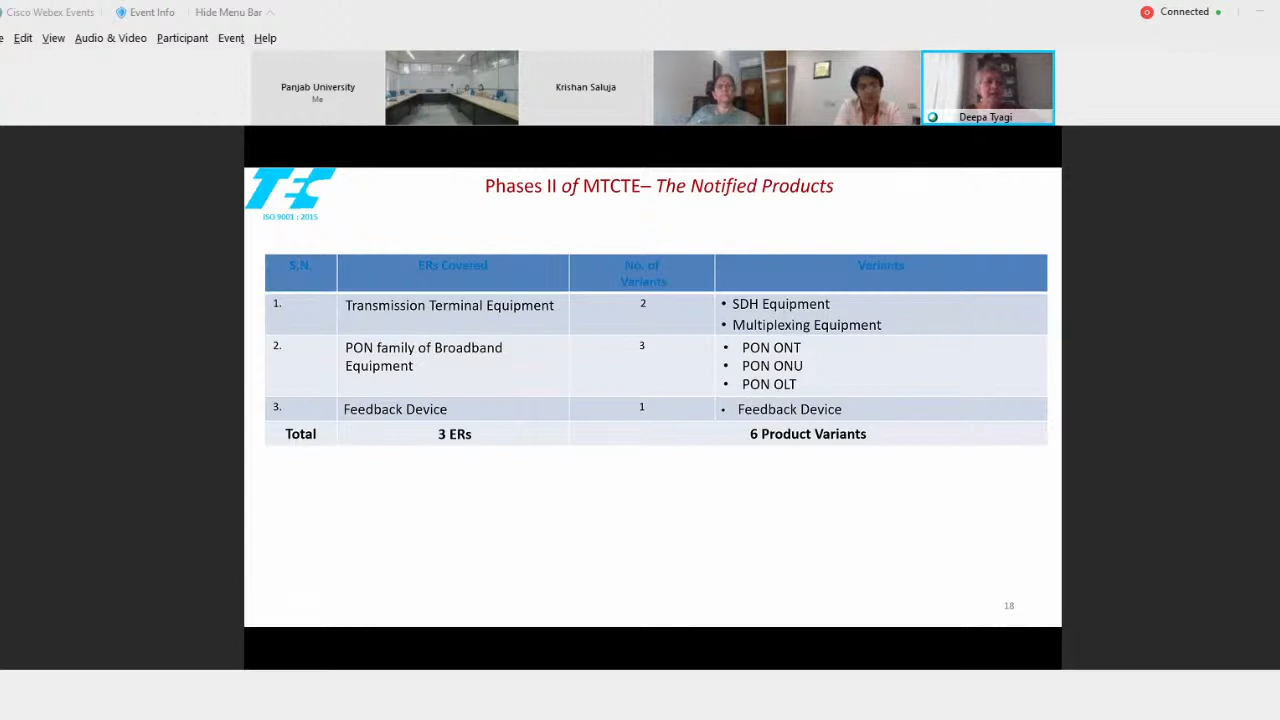 Cisco Webex Events Event Info Hide Menu Bar Connected
Edit View Audio & Video Participant Event Help
Panjab University
Me
Krishan Saluja
Deepa Tyagi
TEC
ISO 9001 : 2015
Phases II of MTCTE– The Notified Products
S.N. ERs Covered No. of Variants Variants
1. Transmission Terminal Equipment 2 • SDH Equipment
• Multiplexing Equipment
2. PON family of Broadband Equipment 3 • PON ONT
• PON ONU
• PON OLT
3. Feedback Device 1 • Feedback Device
Total 3 ERs 6 Product Variants
18